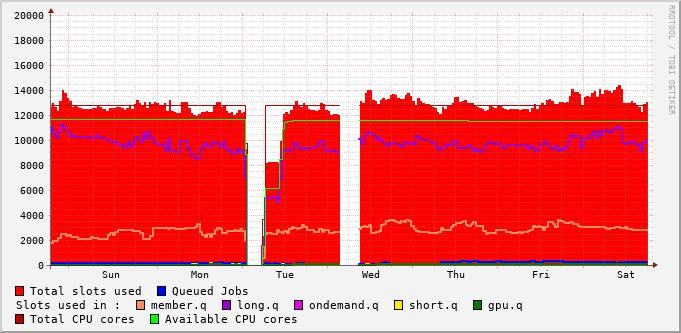 20000
18000
16000
14000
12000
10000
8000
6000
4000
2000
0
Sun Mon Tue Wed Thu Fri Sat
RRDTOOL / TOBI OETIKER
Total slots used Queued Jobs
Slots used in : member.q long.q ondemand.q short.q gpu.q
Total CPU cores Available CPU cores